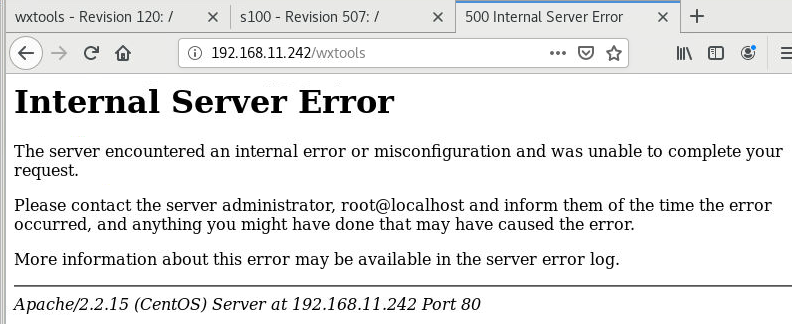 wxtools - Revision 120: /
s100 - Revision 507: /
500 Internal Server Error
192.168.11.242/wxtools
Internal Server Error
The server encountered an internal error or misconfiguration and was unable to complete your
request.
Please contact the server administrator, root@localhost and inform them of the time the error
occurred, and anything you might have done that may have caused the error.
More information about this error may be available in the server error log.
Apache/2.2.15 (CentOS) Server at 192.168.11.242 Port 80